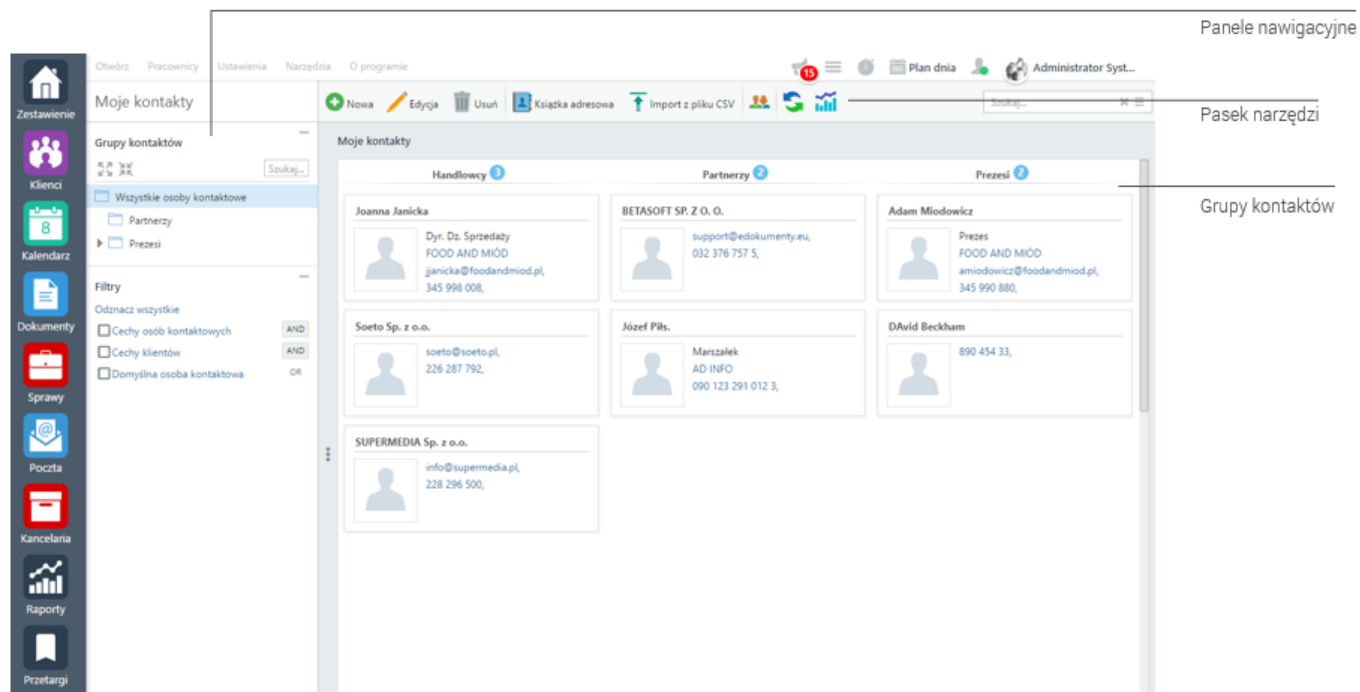 Panele nawigacyjne
Otwórz Pracownicy Ustawienia Narzędzia O programie
15 Plan dnia Administrator Syst...
Zestawienie
Moje kontakty
Nowa Edycja Usuń Książka adresowa Import z pliku CSV Szukaj...
Pasek narzędzi
Klienci
Grupy kontaktów
Szukaj...
Wszystkie osoby kontaktowe
Partnerzy
Prezesi
8
Kalendarz
Filtry
Odznacz wszystkie
Cechy osób kontaktowych AND
Cechy klientów AND
Domyślna osoba kontaktowa OR
Dokumenty
Sprawy
Poczta
Kancelaria
Raporty
Przetargi
Moje kontakty
Handlowcy 3
Joanna Janicka
Dyr. Dz. Sprzedaży
FOOD AND MIÓD
jjanicka@foodandmiod.pl,
345 998 008,
Soeto Sp. z o.o.
soeto@soeto.pl,
226 287 792,
SUPERMEDIA Sp. z o.o.
info@supermedia.pl,
228 296 500,
Partnerzy 2
BETASOFT SP. Z O. O.
support@edokumenty.eu,
032 376 757 5,
Józef Piłs.
Marszałek
AD INFO
090 123 291 012 3,
Prezesi 2
Adam Miodowicz
Prezes
FOOD AND MIÓD
amiodowicz@foodandmiod.pl,
345 990 880,
DAvid Beckham
890 454 33,
Grupy kontaktów